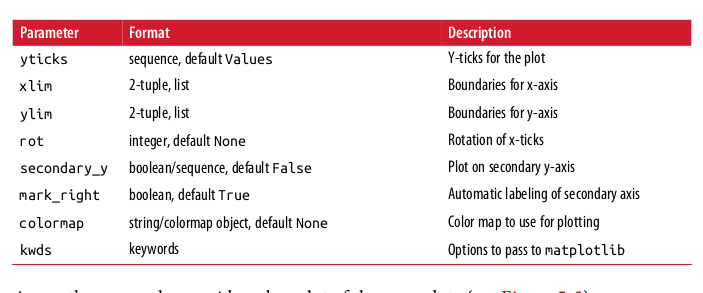 Parameter Format Description
yticks sequence, default Values Y-ticks for the plot
xlim 2-tuple, list Boundaries for x-axis
ylim 2-tuple, list Boundaries for y-axis
rot integer, default None Rotation of x-ticks
secondary_y boolean/sequence, default False Plot on secondary y-axis
mark_right boolean, default True Automatic labeling of secondary axis
colormap string/colormap object, default None Color map to use for plotting
kwds keywords Options to pass to matplotlib